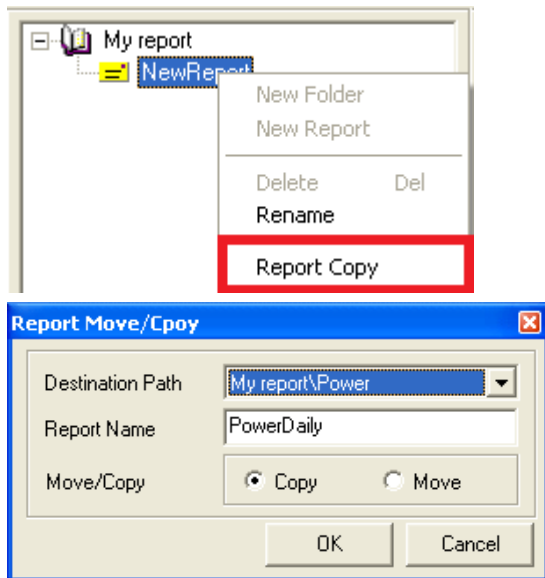 My report
NewReport
New Folder
New Report
Delete Del
Rename
Report Copy
Report Move/Cpoy
Destination Path My report\Power
Report Name PowerDaily
Move/Copy Copy Move
OK Cancel